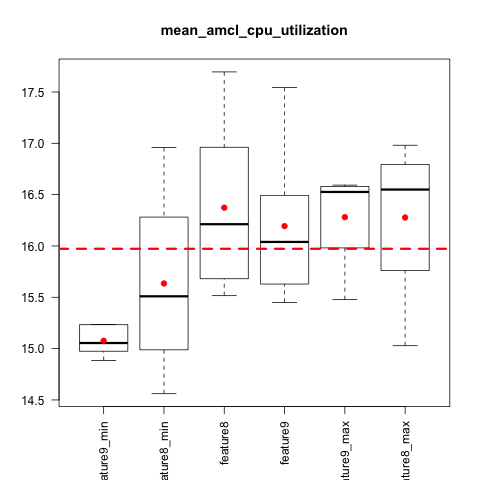 mean_amcl_cpu_utilization
17.5
17.0
16.5
16.0
15.5
15.0
14.5
ature9_min
ature8_min
feature8
feature9
ature9_max
ature8_max